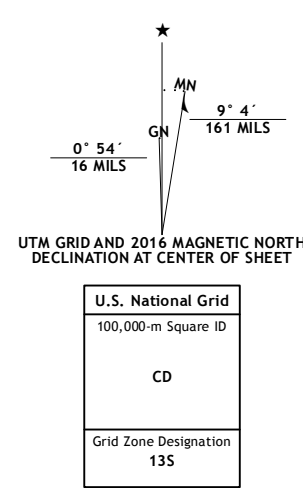 ★
MN
9° 4´
161 MILS
GN
0° 54´
16 MILS
UTM GRID AND 2016 MAGNETIC NORTH
DECLINATION AT CENTER OF SHEET
U.S. National Grid
100,000-m Square ID
CD
Grid Zone Designation
13S